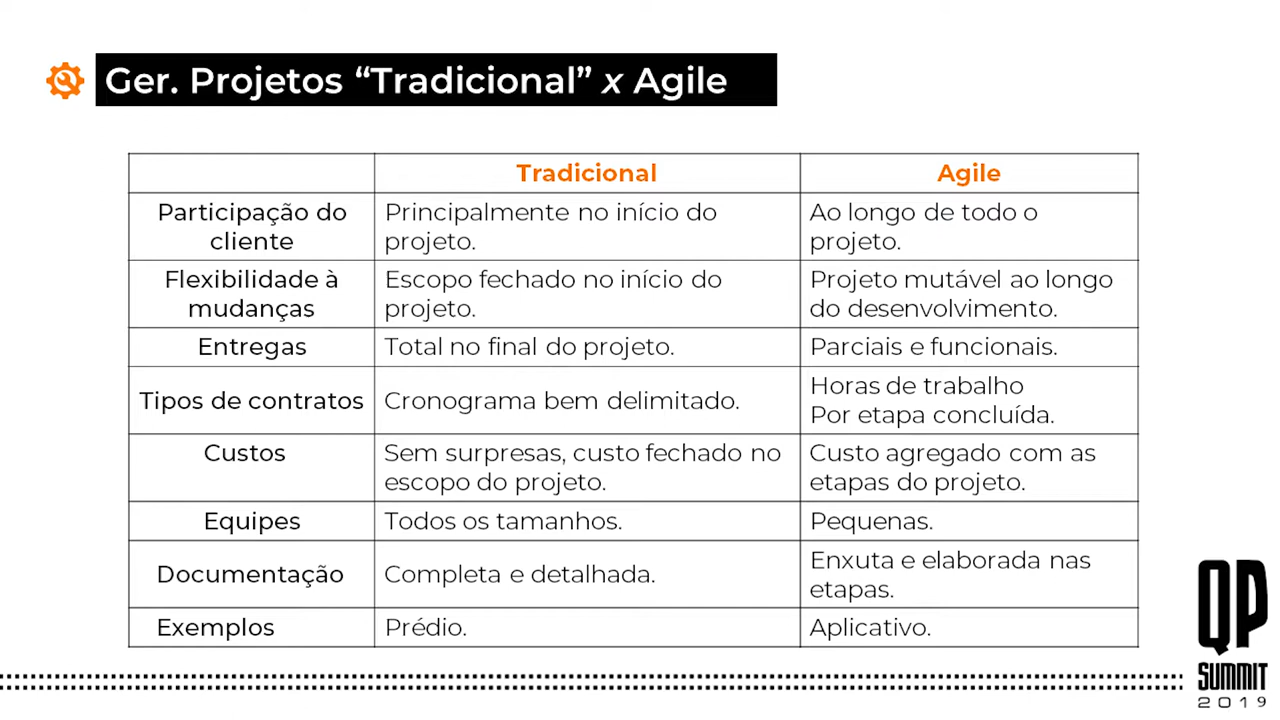 Ger. Projetos “Tradicional” x Agile
Tradicional
Agile
Participação do
cliente
Principalmente no início do
projeto.
Ao longo de todo o
projeto.
Flexibilidade à
mudanças
Escopo fechado no início do
projeto.
Projeto mutável ao longo
do desenvolvimento.
Entregas
Total no final do projeto.
Parciais e funcionais.
Tipos de contratos
Cronograma bem delimitado.
Horas de trabalho
Por etapa concluída.
Custos
Sem surpresas, custo fechado no
escopo do projeto.
Custo agregado com as
etapas do projeto.
Equipes
Todos os tamanhos.
Pequenas.
Documentação
Completa e detalhada.
Enxuta e elaborada nas
etapas.
Exemplos
Prédio.
Aplicativo.
QP
SUMMIT
2019